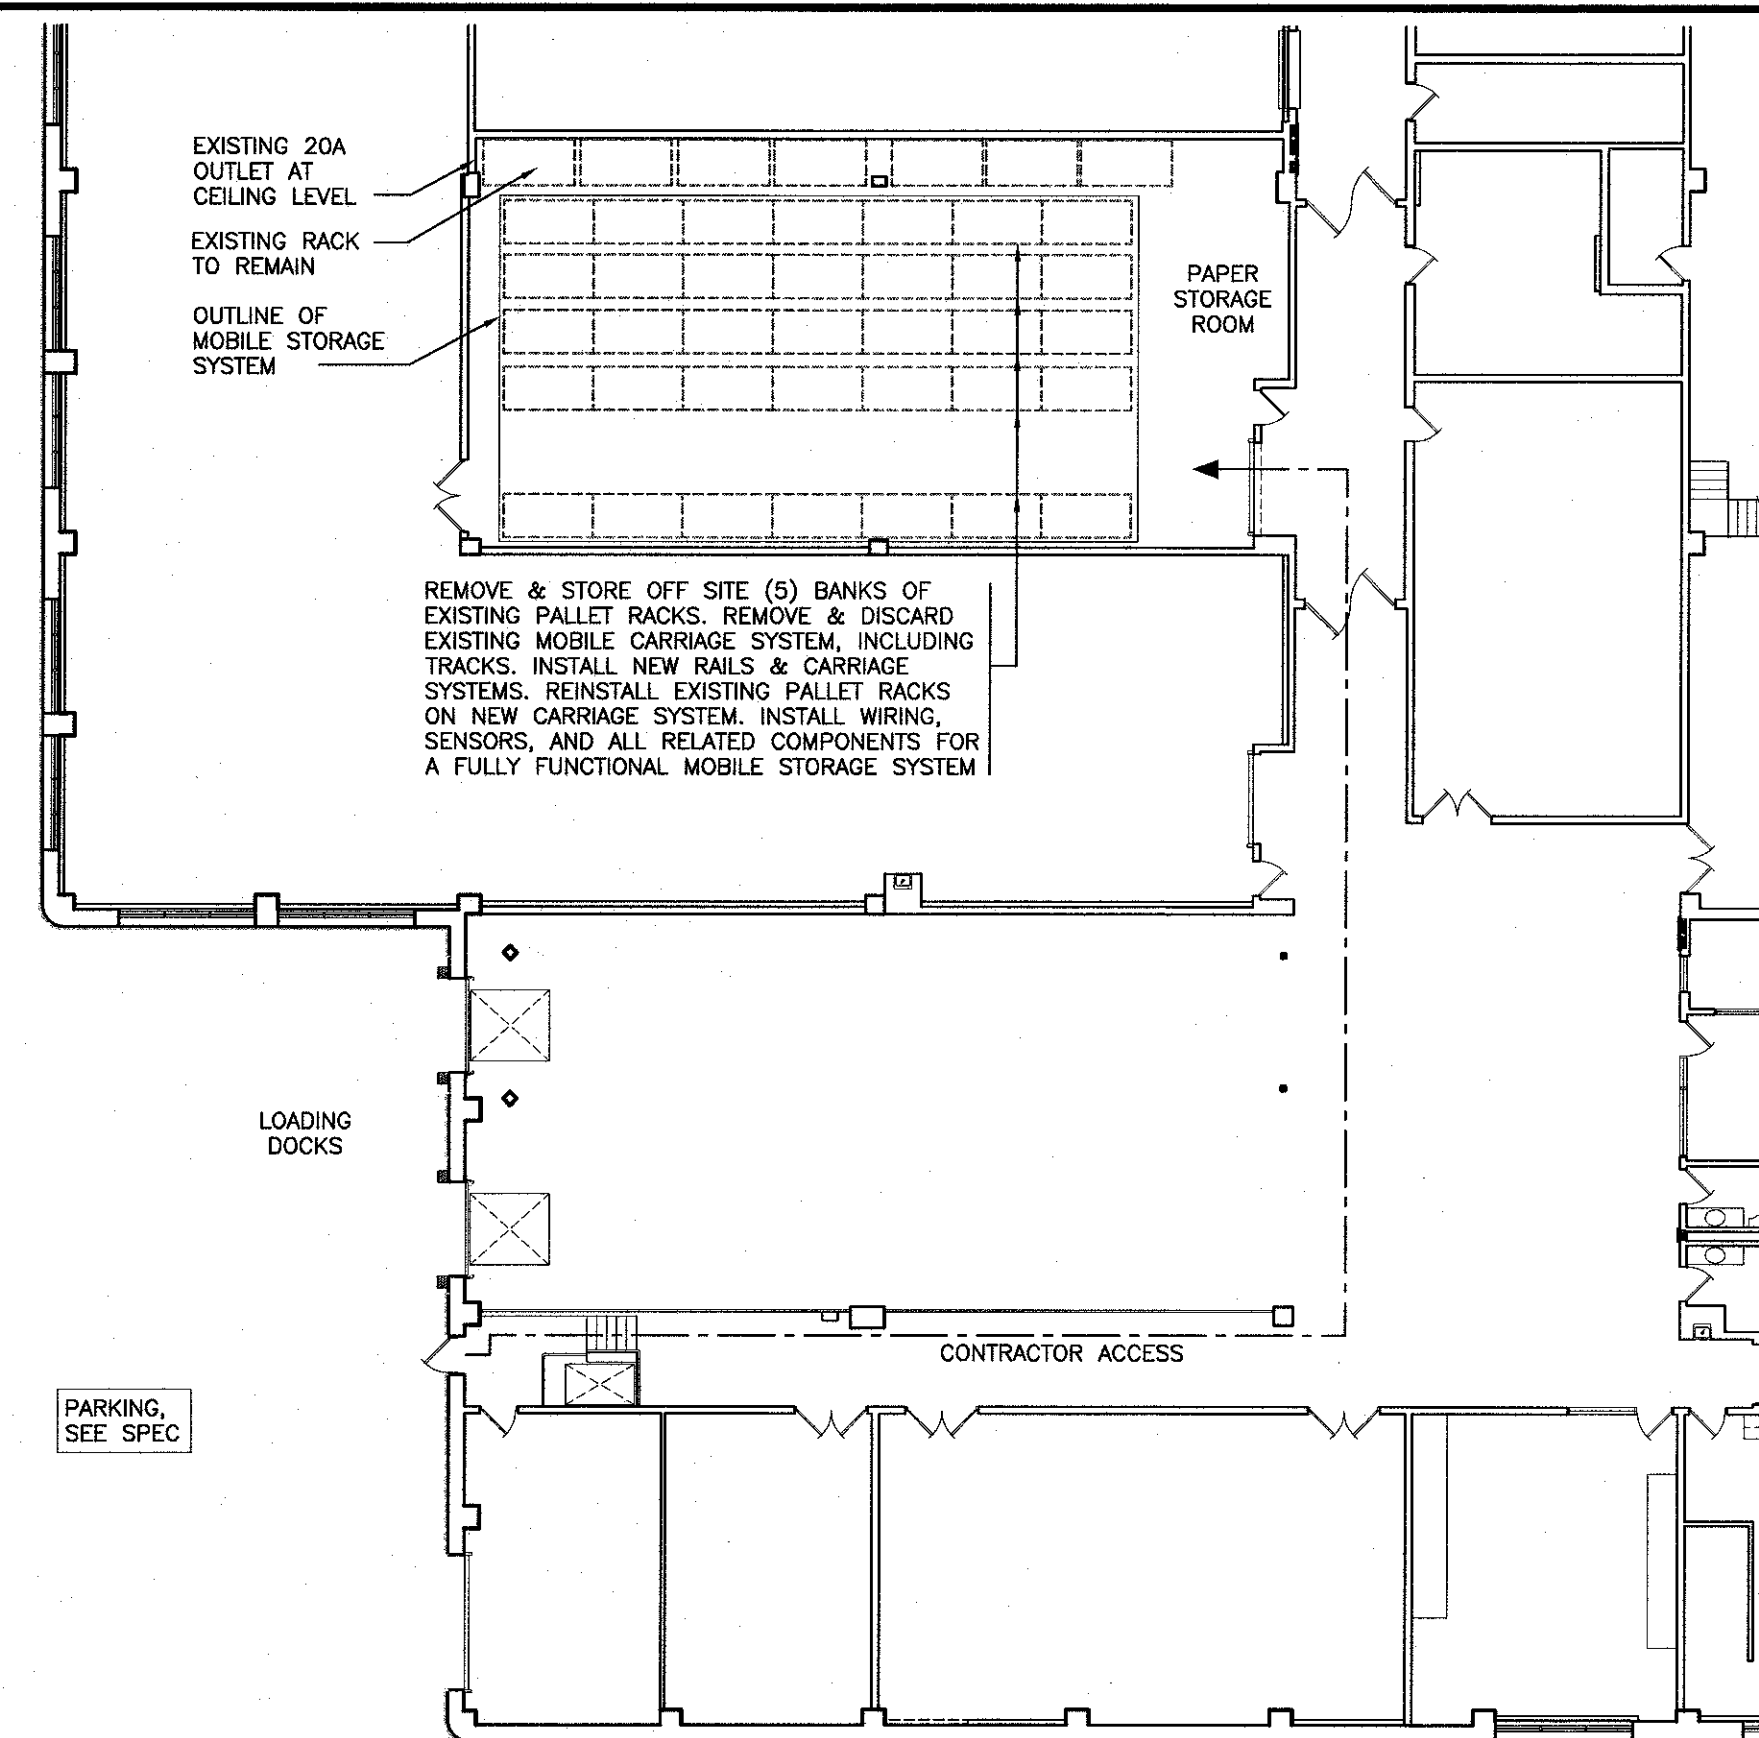 EXISTING 20A
OUTLET AT
CEILING LEVEL
EXISTING RACK
TO REMAIN
OUTLINE OF
MOBILE STORAGE
SYSTEM
PAPER
STORAGE
ROOM
REMOVE & STORE OFF SITE (5) BANKS OF
EXISTING PALLET RACKS. REMOVE & DISCARD
EXISTING MOBILE CARRIAGE SYSTEM, INCLUDING
TRACKS. INSTALL NEW RAILS & CARRIAGE
SYSTEMS. REINSTALL EXISTING PALLET RACKS
ON NEW CARRIAGE SYSTEM. INSTALL WIRING,
SENSORS, AND ALL RELATED COMPONENTS FOR
A FULLY FUNCTIONAL MOBILE STORAGE SYSTEM
LOADING
DOCKS
CONTRACTOR ACCESS
PARKING,
SEE SPEC